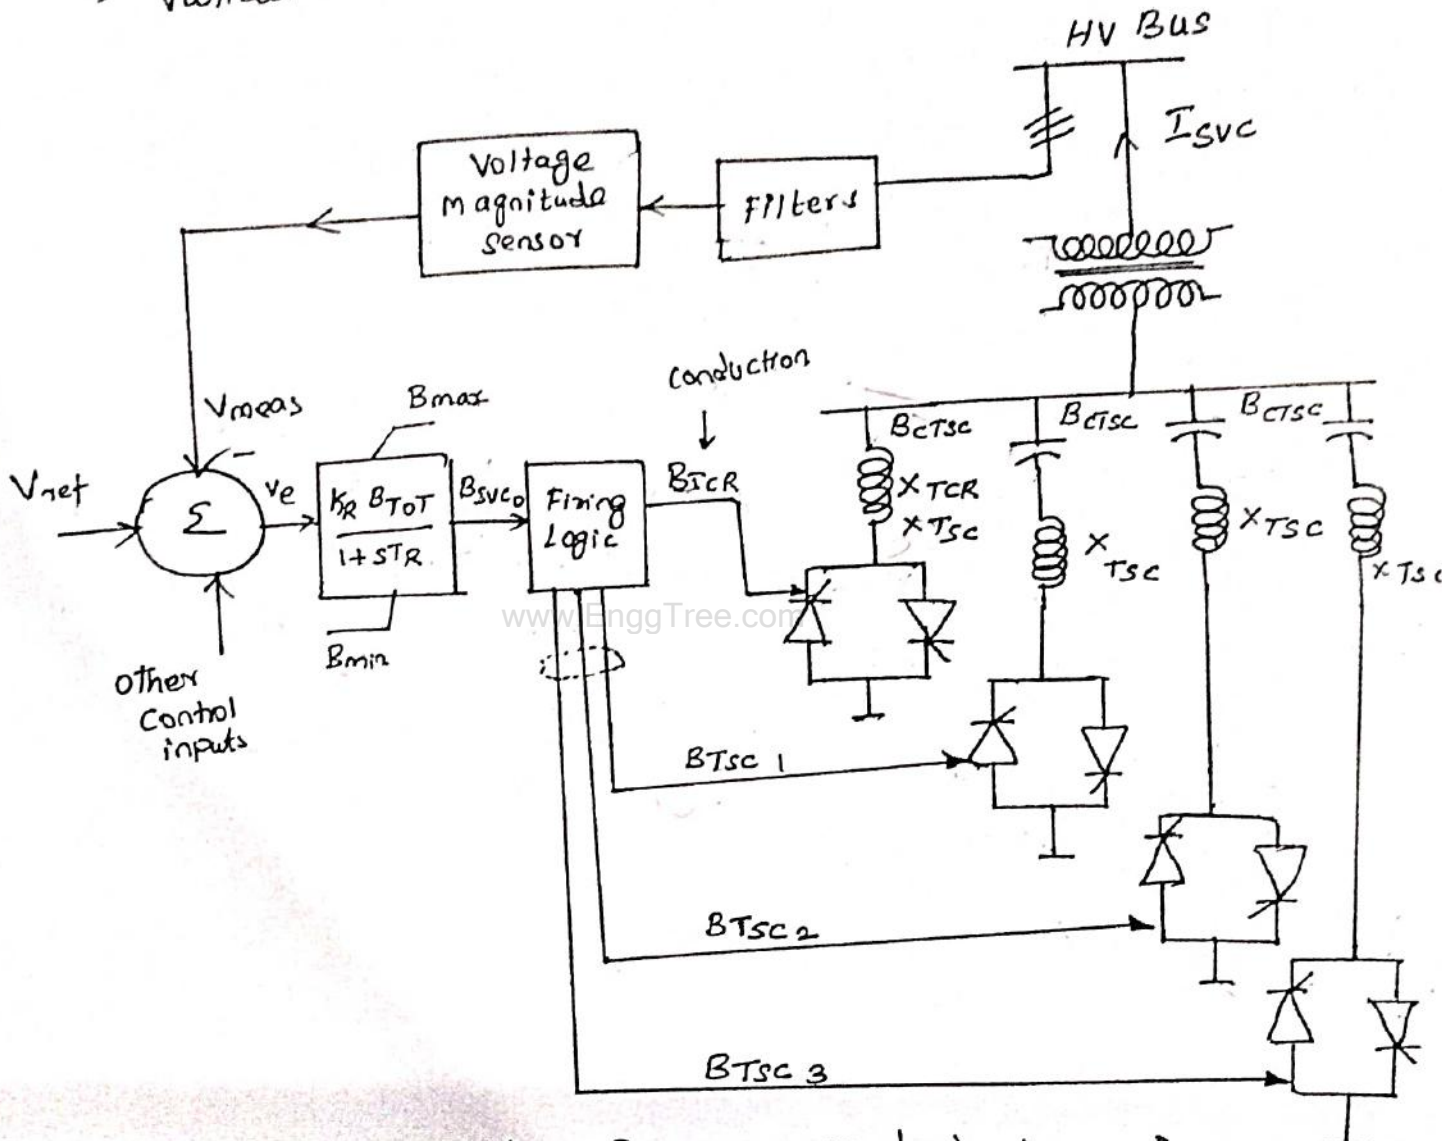 HV Bus
I SVC
Voltage
Magnitude
Sensor
Filters
Conduction
Vmeas
Bmax
BCTSC
BCTSC
BCTSC
Vref
-
Σ
Ve
KR BTOT
1+STR
BSVCo
Firing
Logic
BTCR
XTCR
XTSC
X TSC
XTSC
XTSC
www.EnggTree.com
Bmin
Other
Control
inputs
BTSC 1
BTSC 2
BTSC 3